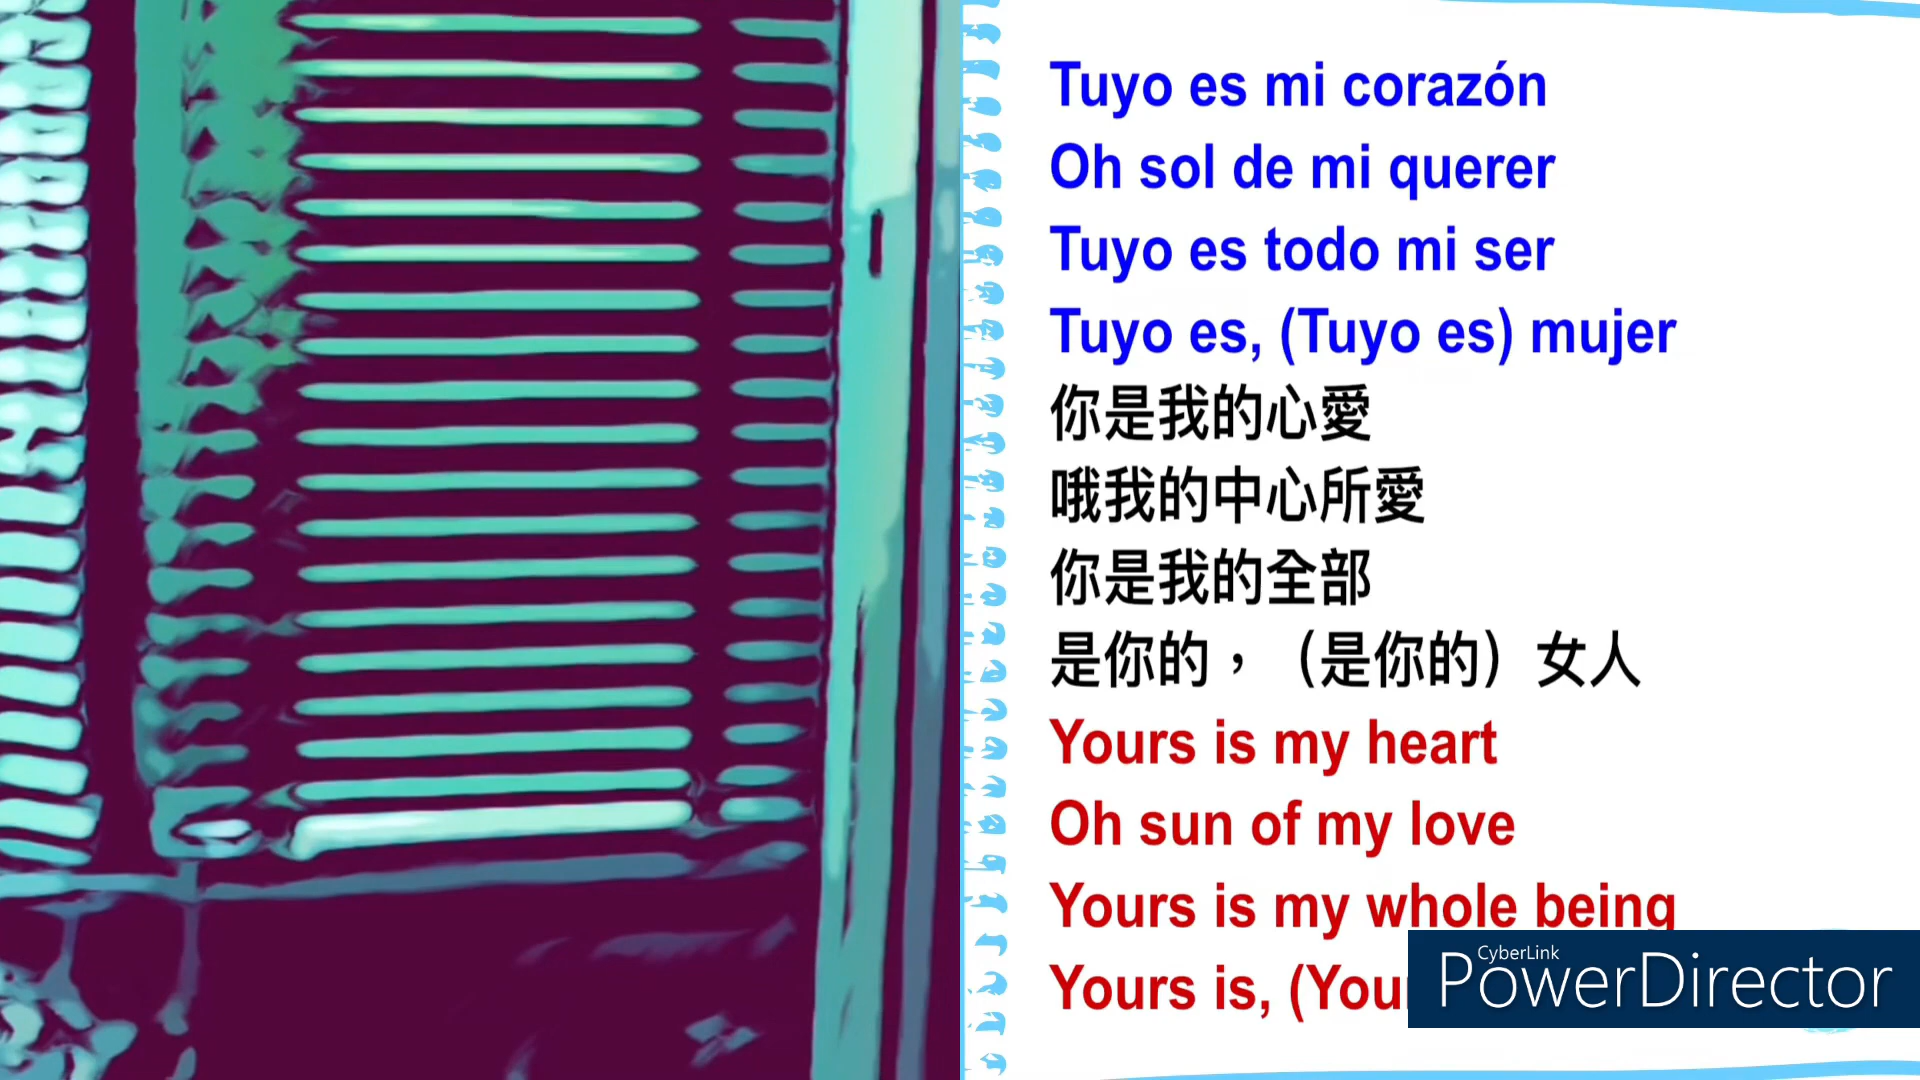 Tuyo es mi corazón
Oh sol de mi querer
Tuyo es todo mi ser
Tuyo es, (Tuyo es) mujer
你是我的心愛
哦我的中心所愛
你是我的全部
是你的，（是你的）女人
Yours is my heart
Oh sun of my love
Yours is my whole being
Yours is,
CyberLink
PowerDirector